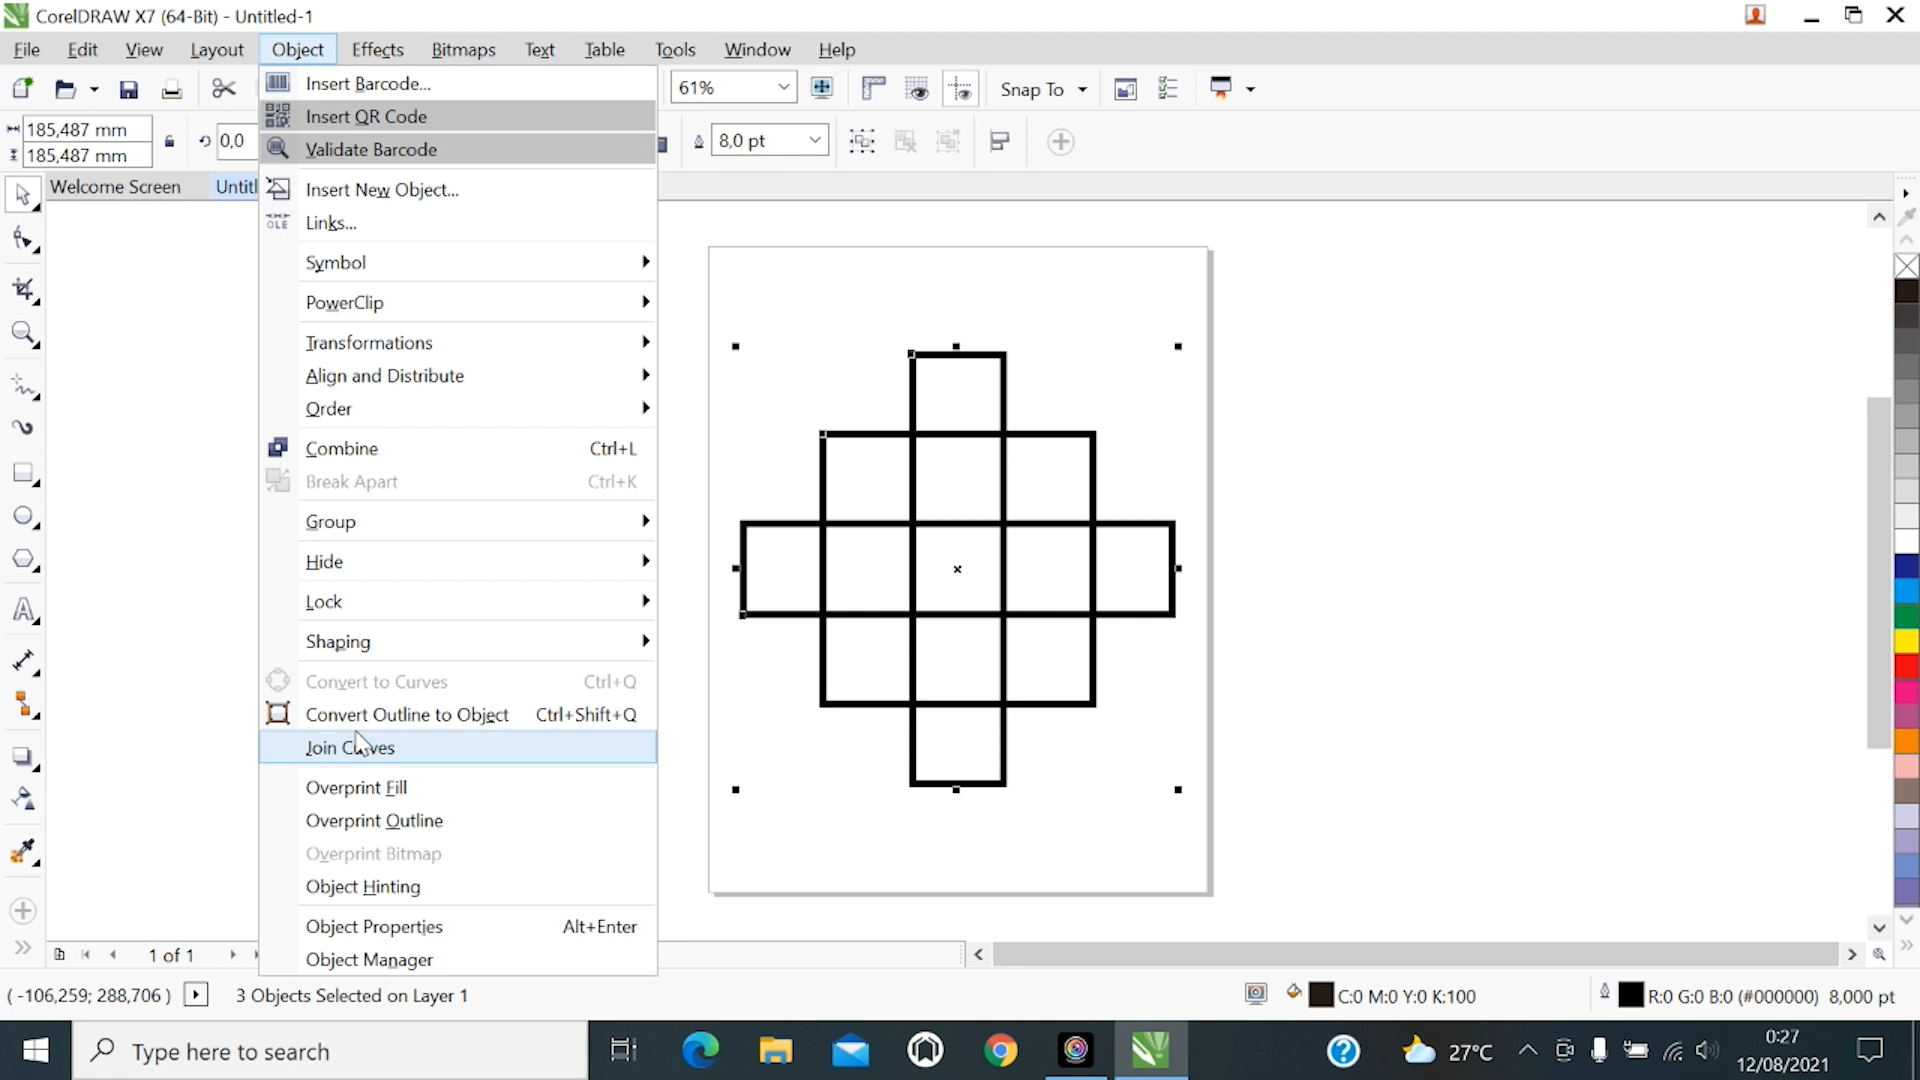 CorelDRAW X7 (64-Bit) - Untitled-1
File Edit View Layout Object Effects Bitmaps Text Table Tools Window Help
61% Snap To
185,487 mm
185,487 mm
0,0
8,0 pt
Welcome Screen Untitl
Insert Barcode...
Insert QR Code
Validate Barcode
Insert New Object...
OLE Links...
Symbol
PowerClip
Transformations
Align and Distribute
Order
Combine Ctrl+L
Break Apart Ctrl+K
Group
Hide
Lock
Shaping
Convert to Curves Ctrl+Q
Convert Outline to Object Ctrl+Shift+Q
Join Curves
Overprint Fill
Overprint Outline
Overprint Bitmap
Object Hinting
Object Properties Alt+Enter
Object Manager
1 of 1
( -106,259; 288,706 ) 3 Objects Selected on Layer 1 C:0 M:0 Y:0 K:100 R:0 G:0 B:0 (#000000) 8,000 pt
Type here to search 27°C 0:27
12/08/2021